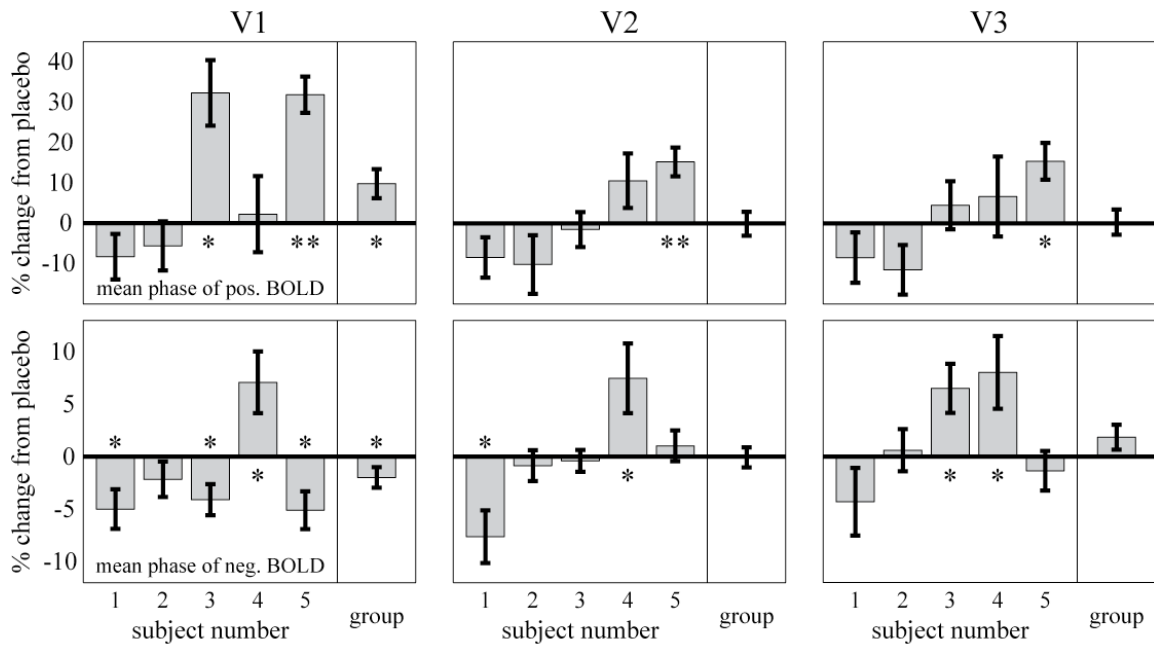 V1 V2 V3
% change from placebo
40
30
20
10
0
-10
* ** *
**
*
mean phase of pos. BOLD
% change from placebo
10
5
0
-5
-10
* * * *
*
* 
*
* *
mean phase of neg. BOLD
1 2 3 4 5 group
1 2 3 4 5 group
1 2 3 4 5 group
subject number
subject number
subject number